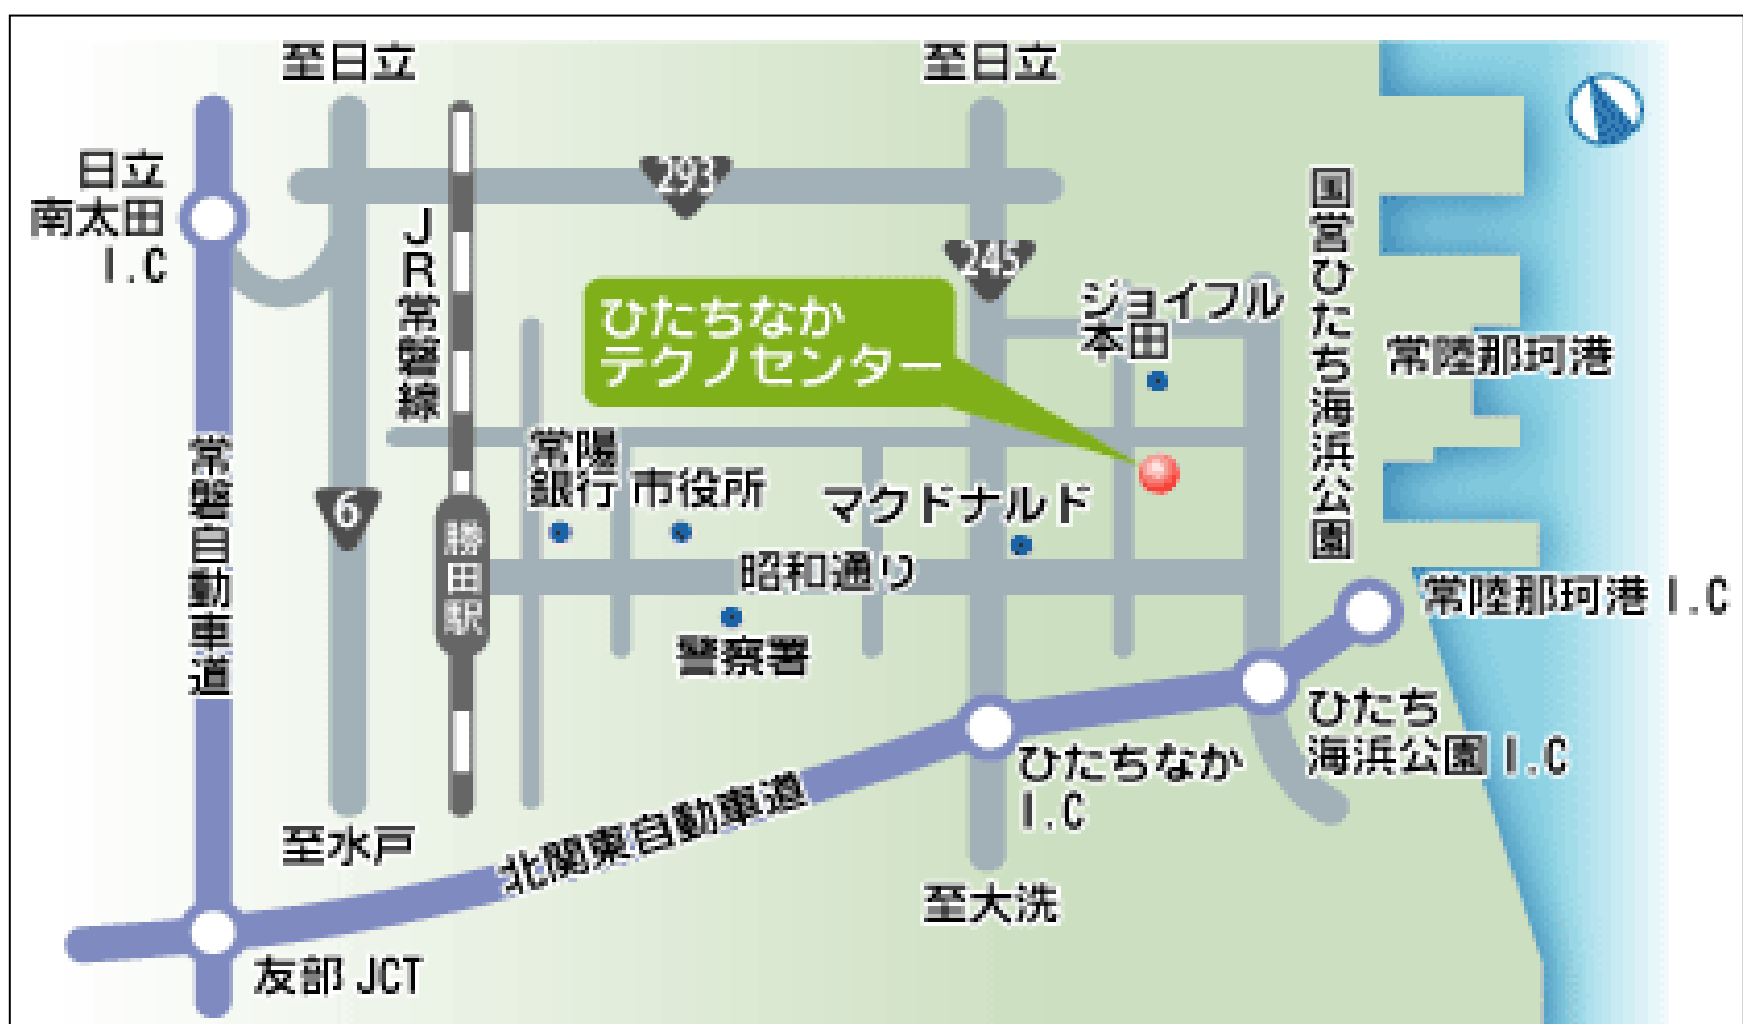 至日立
至日立
日立
南太田
I.C
293
JR常磐線
245
国営ひたち海浜公園
ひたちなか
テクノセンター
ジョイフル
本田
常陸那珂港
常磐自動車道
6
常陽
銀行
市役所
マクドナルド
勝田駅
昭和通り
常陸那珂港 I.C
警察署
ひたち
海浜公園 I.C
ひたちなか
I.C
北関東自動車道
至水戸
至大洗
友部 JCT